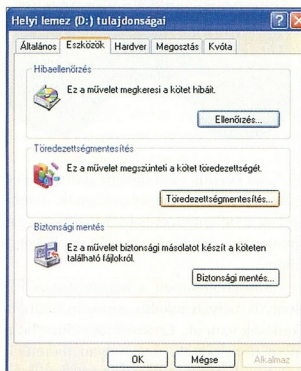 Helyi lemez (D:) tulajdonságai
Általános Eszközök Hardver Megosztás Kvóta
Hibaellenőrzés
Ez a művelet megkeresi a kötet hibáit.
Ellenőrzés...
Töredezettségmentesítés
Ez a művelet megszünteti a kötet töredezettségét.
Töredezettségmentesítés...
Biztonsági mentés
Ez a művelet biztonsági másolatot készít a köteten
található fájlokról.
Biztonsági mentés...
OK Mégse Alkalmaz